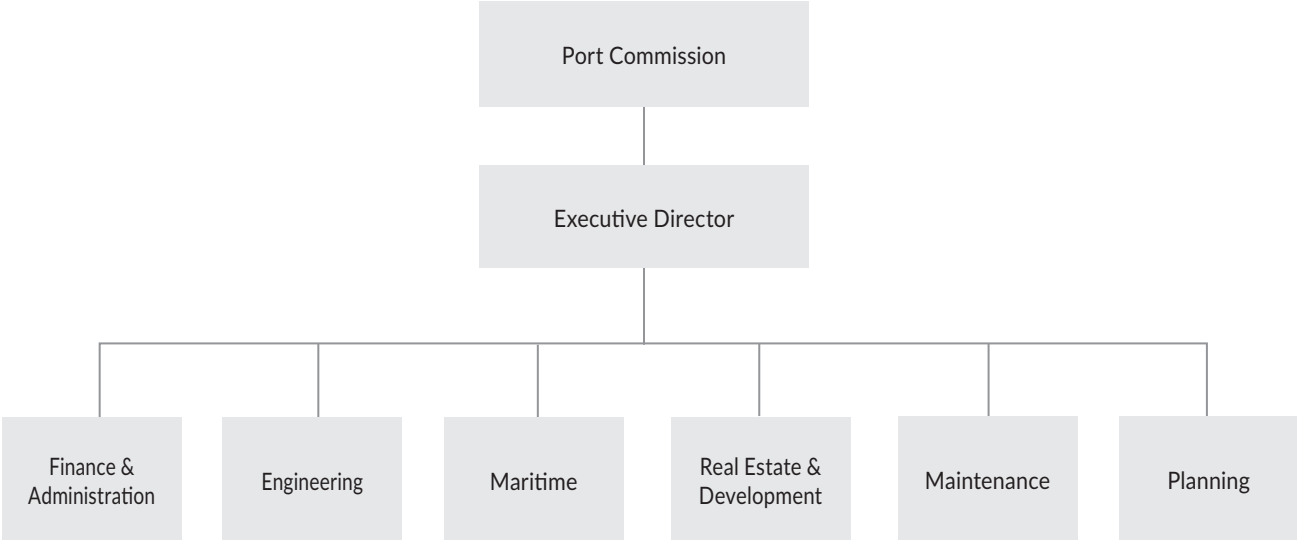 Port Commission
Executive Director
Finance &
Administration
Engineering
Maritime
Real Estate &
Development
Maintenance
Planning